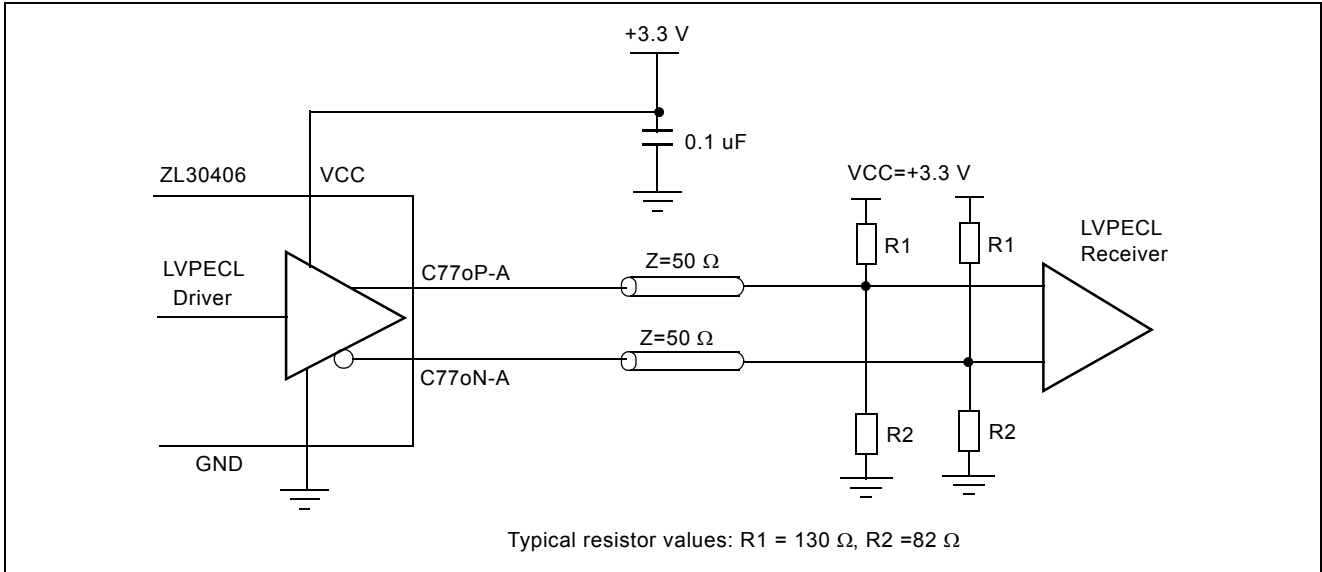 +3.3 V
0.1 uF
ZL30406
VCC
VCC=+3.3 V
R1
R1
LVPECL
Receiver
LVPECL
Driver
C77oP-A
Z=50 Ω
Z=50 Ω
C77oN-A
R2
R2
GND
Typical resistor values: R1 = 130 Ω, R2 =82 Ω